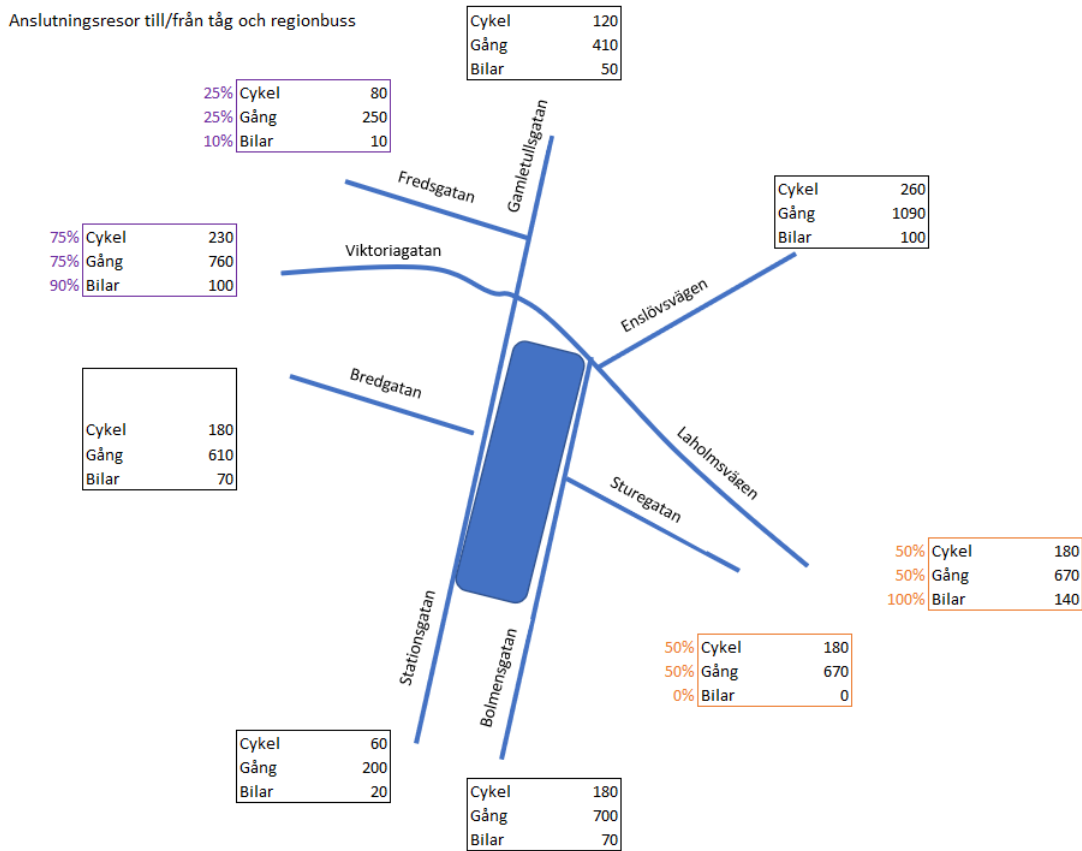 Anslutningsresor till/från tåg och regionbuss
Cykel 120
Gång 410
Bilar 50
25% Cykel 80
25% Gång 250
10% Bilar 10
Gamletullsgatan
Fredsgatan
Cykel 260
Gång 1090
Bilar 100
75% Cykel 230
75% Gång 760
90% Bilar 100
Viktoriagatan
Enslövsvägen
Bredgatan
Cykel 180
Gång 610
Bilar 70
Laholmsvägen
Sturegatan
50% Cykel 180
50% Gång 670
100% Bilar 140
Stationsgatan
Bolmensgatan
50% Cykel 180
50% Gång 670
0% Bilar 0
Cykel 60
Gång 200
Bilar 20
Cykel 180
Gång 700
Bilar 70